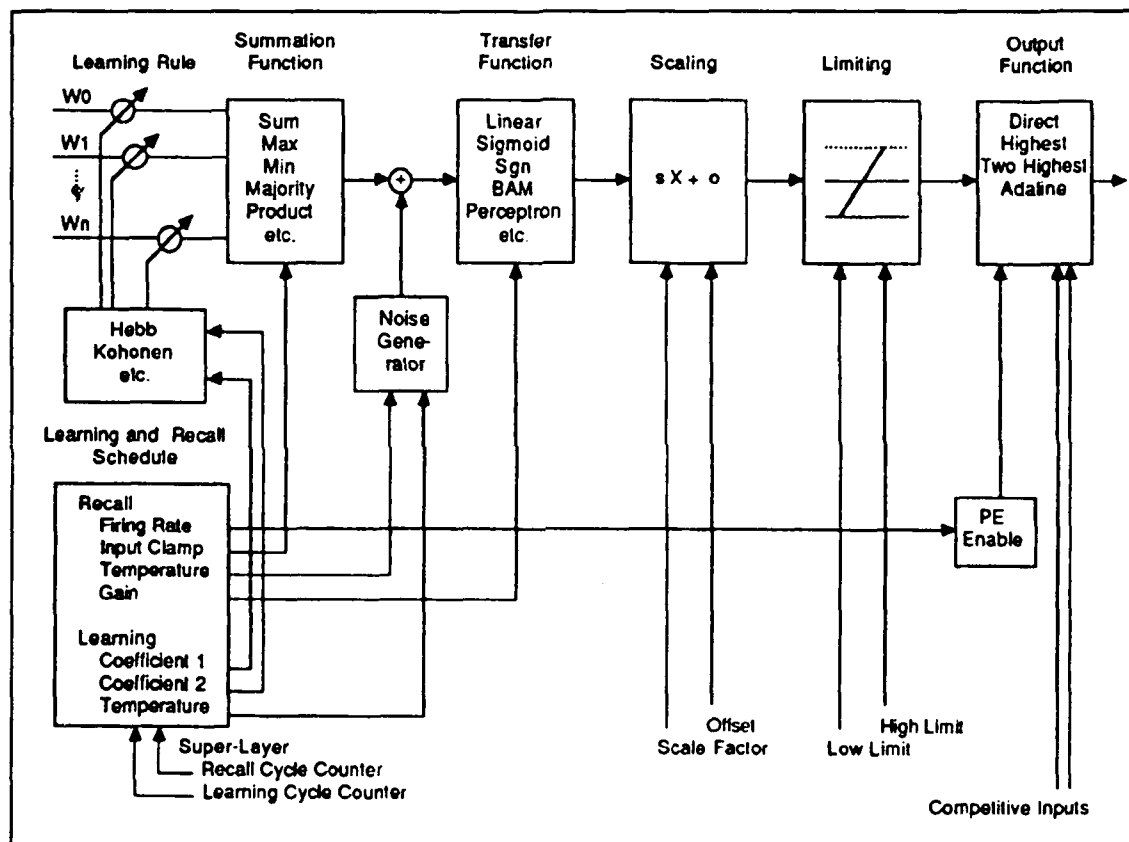 Learning Rule
Summation
Function
Transfer
Function
Scaling
Limiting
Output
Function
W0
W1
Wn
Sum
Max
Min
Majority
Product
etc.
+
Linear
Sigmoid
Sgn
BAM
Perceptron
etc.
sX + o
Direct
Highest
Two Highest
Adaline
Hebb
Kohonen
etc.
Noise
Gene-
rator
Learning and Recall
Schedule
Recall
Firing Rate
Input Clamp
Temperature
Gain
Learning
Coefficient 1
Coefficient 2
Temperature
PE
Enable
Super-Layer
Recall Cycle Counter
Learning Cycle Counter
Offset
Scale Factor
High Limit
Low Limit
Competitive Inputs